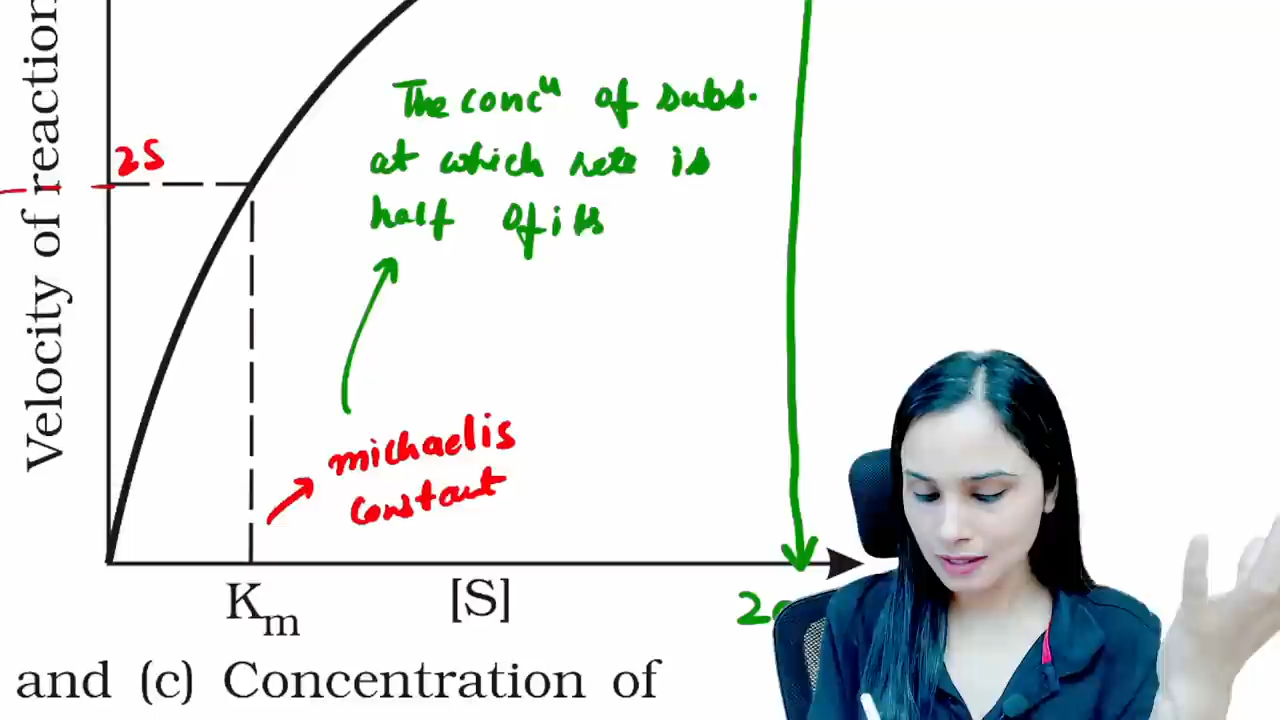 Velocity of reaction
25
The concⁿ of subs.
at which rate is
half of its
michaelis
constant
Km
[S]
and (c) Concentration of